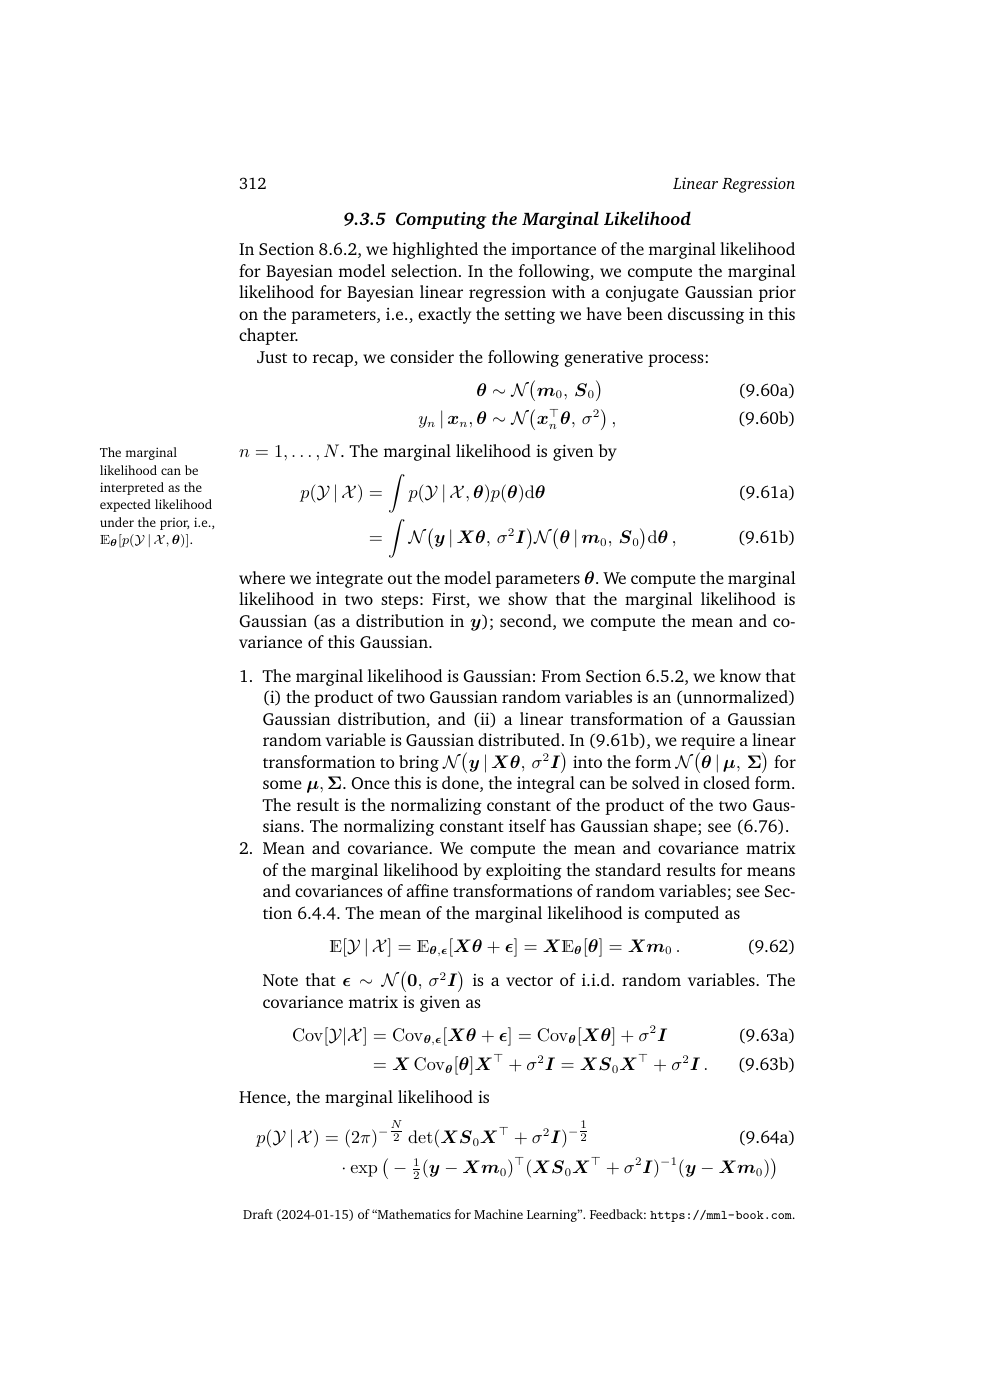 312
Linear Regression
9.3.5 Computing the Marginal Likelihood
In Section 8.6.2, we highlighted the importance of the marginal likelihood
for Bayesian model selection. In the following, we compute the marginal
likelihood for Bayesian linear regression with a conjugate Gaussian prior
on the parameters, i.e., exactly the setting we have been discussing in this
chapter.
Just to recap, we consider the following generative process:
θ ∼ 𝒩(m₀, S₀) (9.60a)
yₙ | xₙ, θ ∼ 𝒩(xₙ^⊤θ, σ²) , (9.60b)
The marginal
likelihood can be
interpreted as the
expected likelihood
under the prior, i.e.,
𝔼_θ[p(𝒴 | 𝒳, θ)].
n = 1, . . . , N. The marginal likelihood is given by
p(𝒴 | 𝒳) = ∫ p(𝒴 | 𝒳, θ)p(θ)dθ (9.61a)
= ∫ 𝒩(y | Xθ, σ²I)𝒩(θ | m₀, S₀)dθ , (9.61b)
where we integrate out the model parameters θ. We compute the marginal
likelihood in two steps: First, we show that the marginal likelihood is
Gaussian (as a distribution in y); second, we compute the mean and co-
variance of this Gaussian.
1. The marginal likelihood is Gaussian: From Section 6.5.2, we know that
(i) the product of two Gaussian random variables is an (unnormalized)
Gaussian distribution, and (ii) a linear transformation of a Gaussian
random variable is Gaussian distributed. In (9.61b), we require a linear
transformation to bring 𝒩(y | Xθ, σ²I) into the form 𝒩(θ | μ, Σ) for
some μ, Σ. Once this is done, the integral can be solved in closed form.
The result is the normalizing constant of the product of the two Gaus-
sians. The normalizing constant itself has Gaussian shape; see (6.76).
2. Mean and covariance. We compute the mean and covariance matrix
of the marginal likelihood by exploiting the standard results for means
and covariances of affine transformations of random variables; see Sec-
tion 6.4.4. The mean of the marginal likelihood is computed as
𝔼[𝒴 | 𝒳] = 𝔼_θ,ϵ[Xθ + ϵ] = X𝔼_θ[θ] = Xm₀ . (9.62)
Note that ϵ ∼ 𝒩(0, σ²I) is a vector of i.i.d. random variables. The
covariance matrix is given as
Cov[𝒴|𝒳] = Cov_θ,ϵ[Xθ + ϵ] = Cov_θ[Xθ] + σ²I (9.63a)
= X Cov_θ[θ]X^⊤ + σ²I = XS₀X^⊤ + σ²I . (9.63b)
Hence, the marginal likelihood is
p(𝒴 | 𝒳) = (2π)^{-N/2} det(XS₀X^⊤ + σ²I)^{-1/2} (9.64a)
· exp ( − ½(y − Xm₀)^⊤(XS₀X^⊤ + σ²I)^{-1}(y − Xm₀))
Draft (2024-01-15) of “Mathematics for Machine Learning”. Feedback: https://mml-book.com.